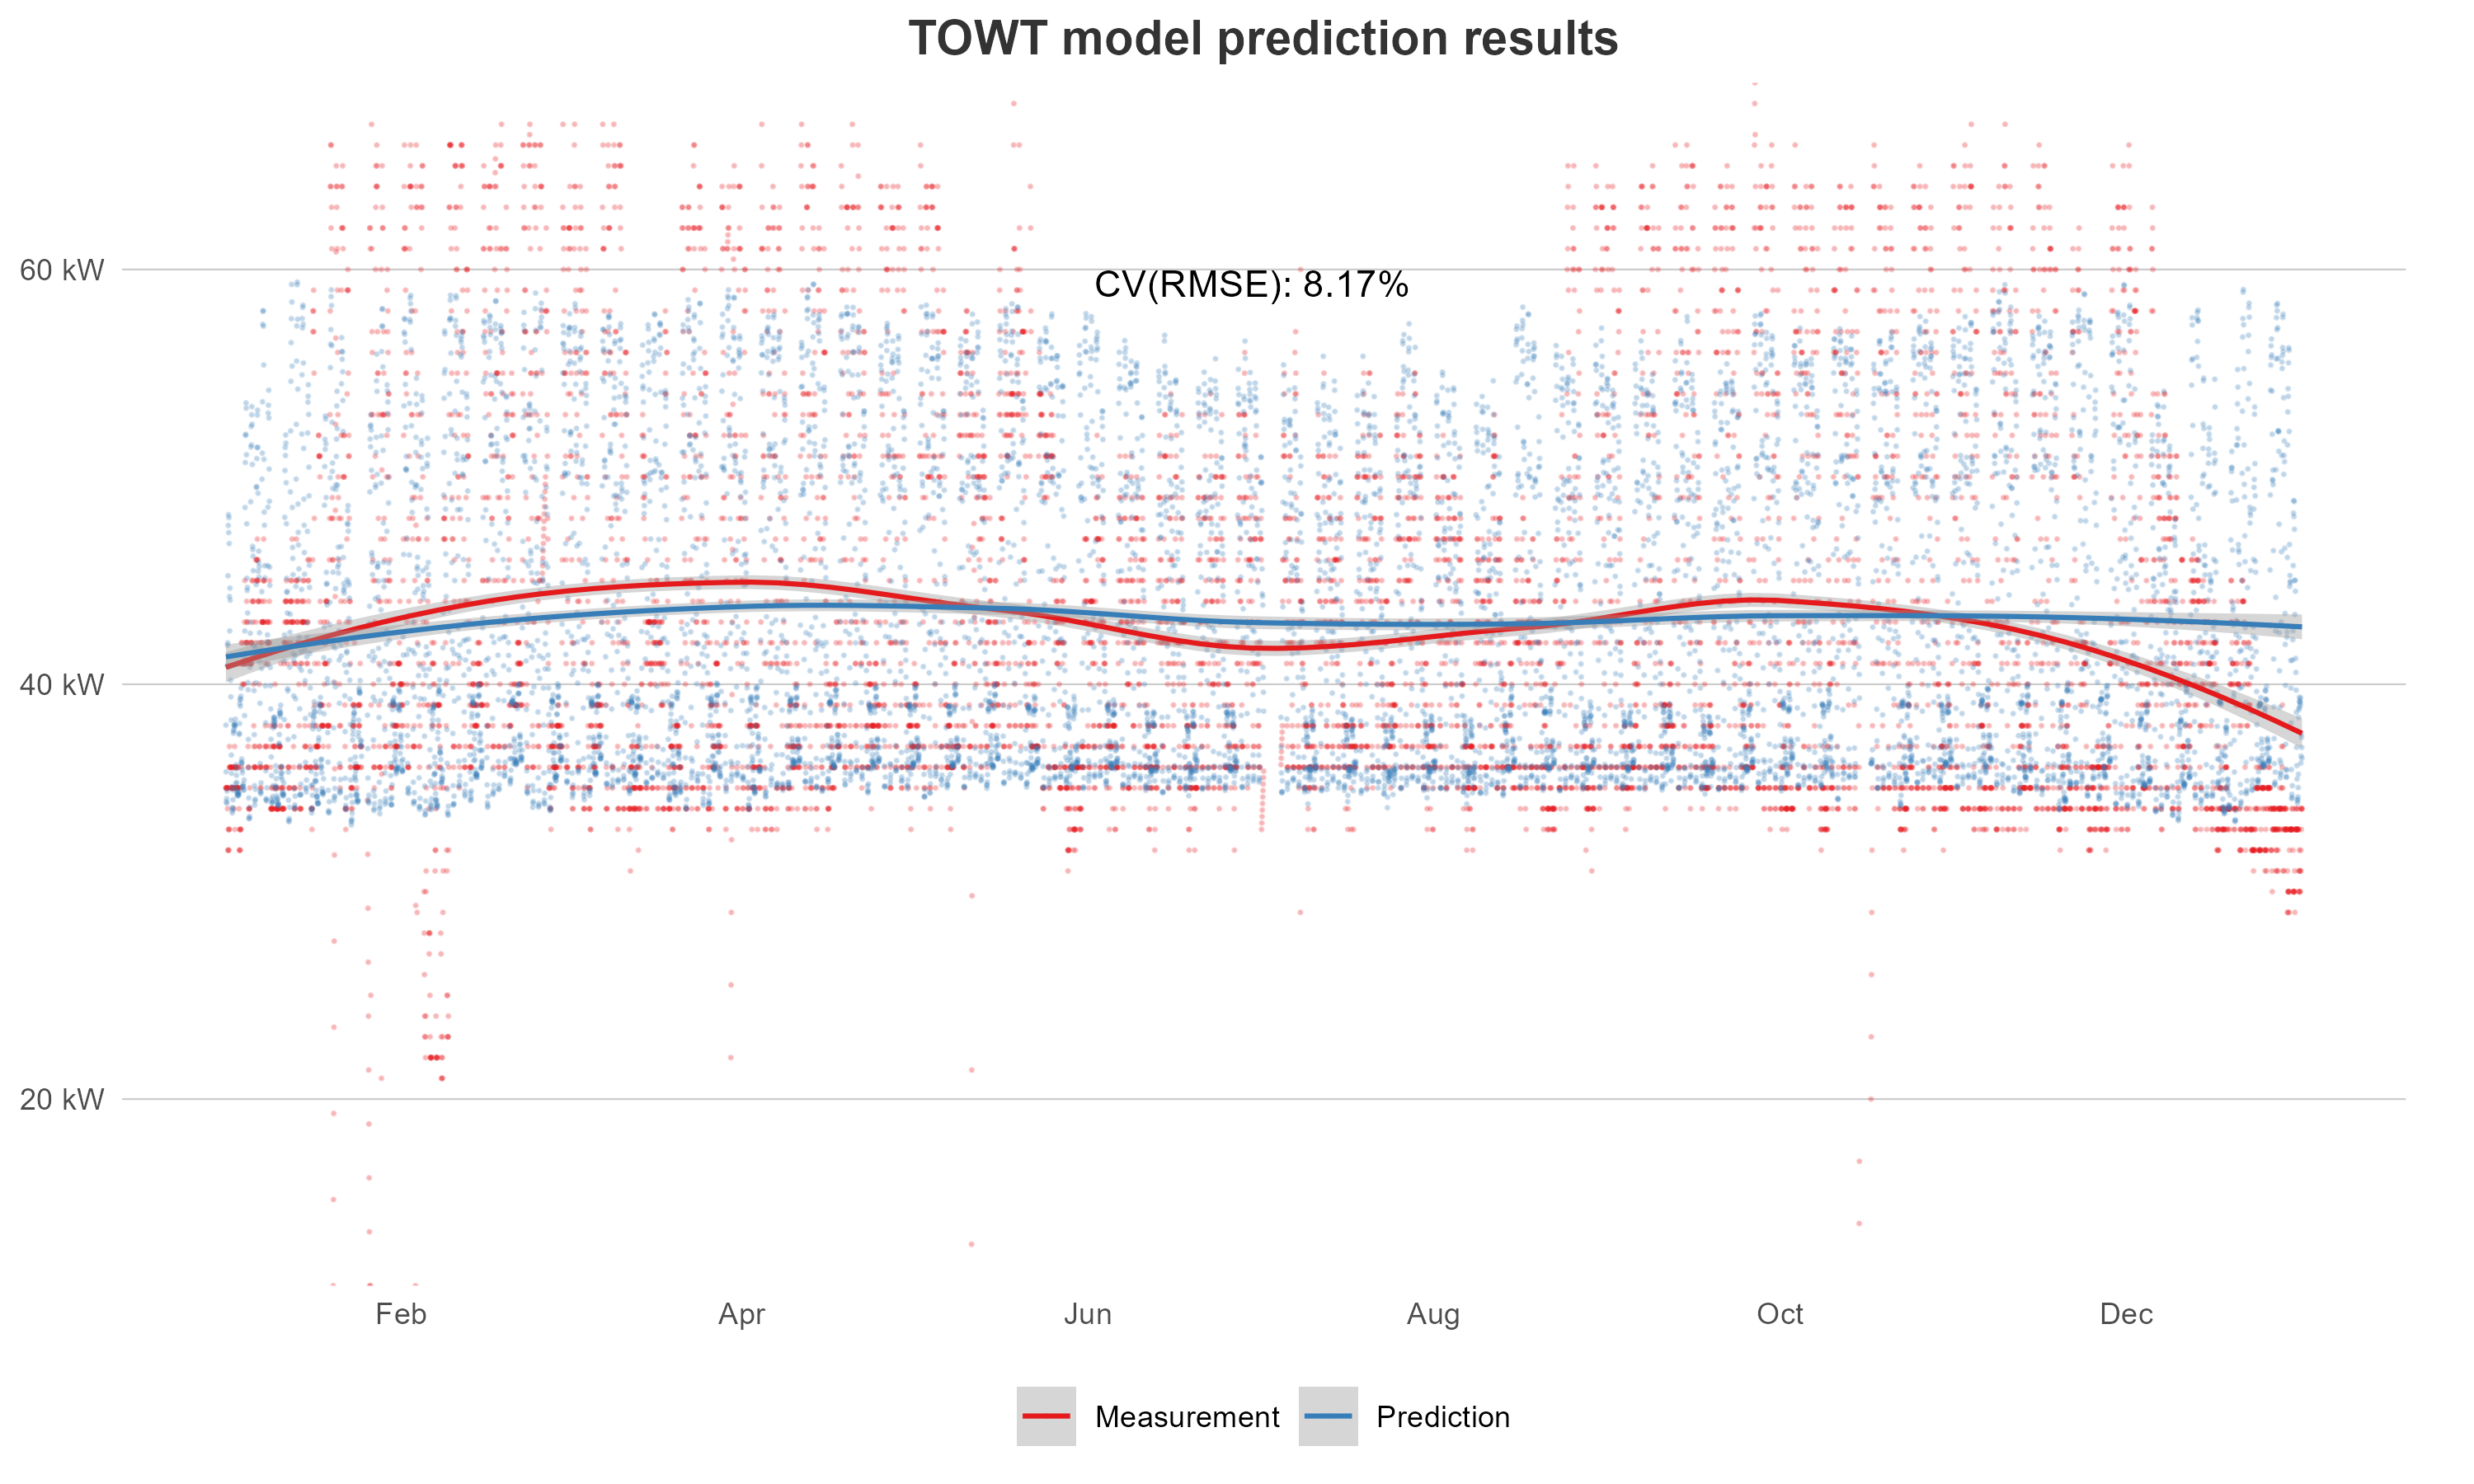 TOWT model prediction results
60 kW
CV(RMSE): 8.17%
40 kW
20 kW
Feb Apr Jun Aug Oct Dec
Measurement Prediction